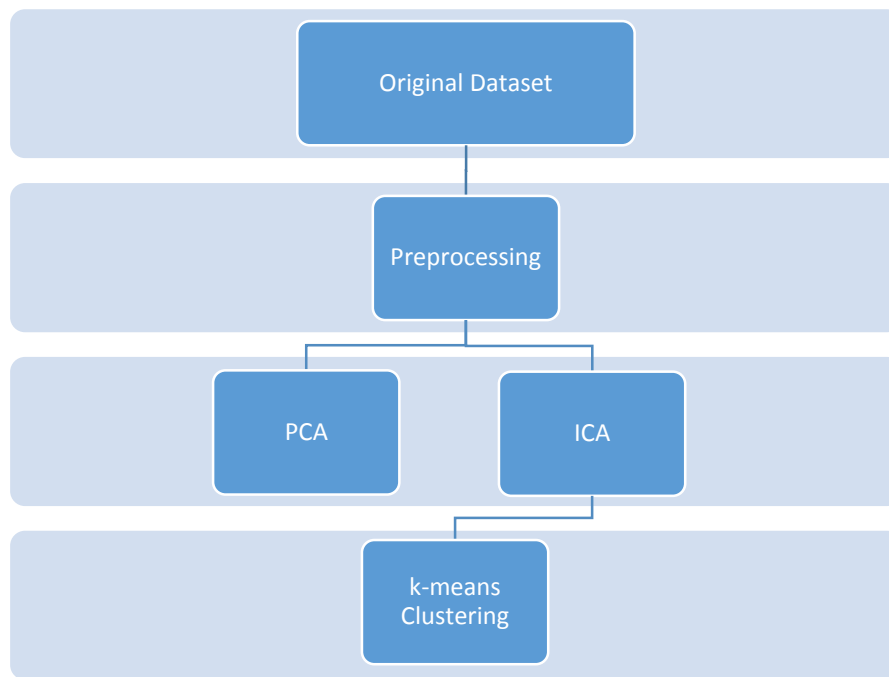 Original Dataset
Preprocessing
PCA
ICA
k-means
Clustering